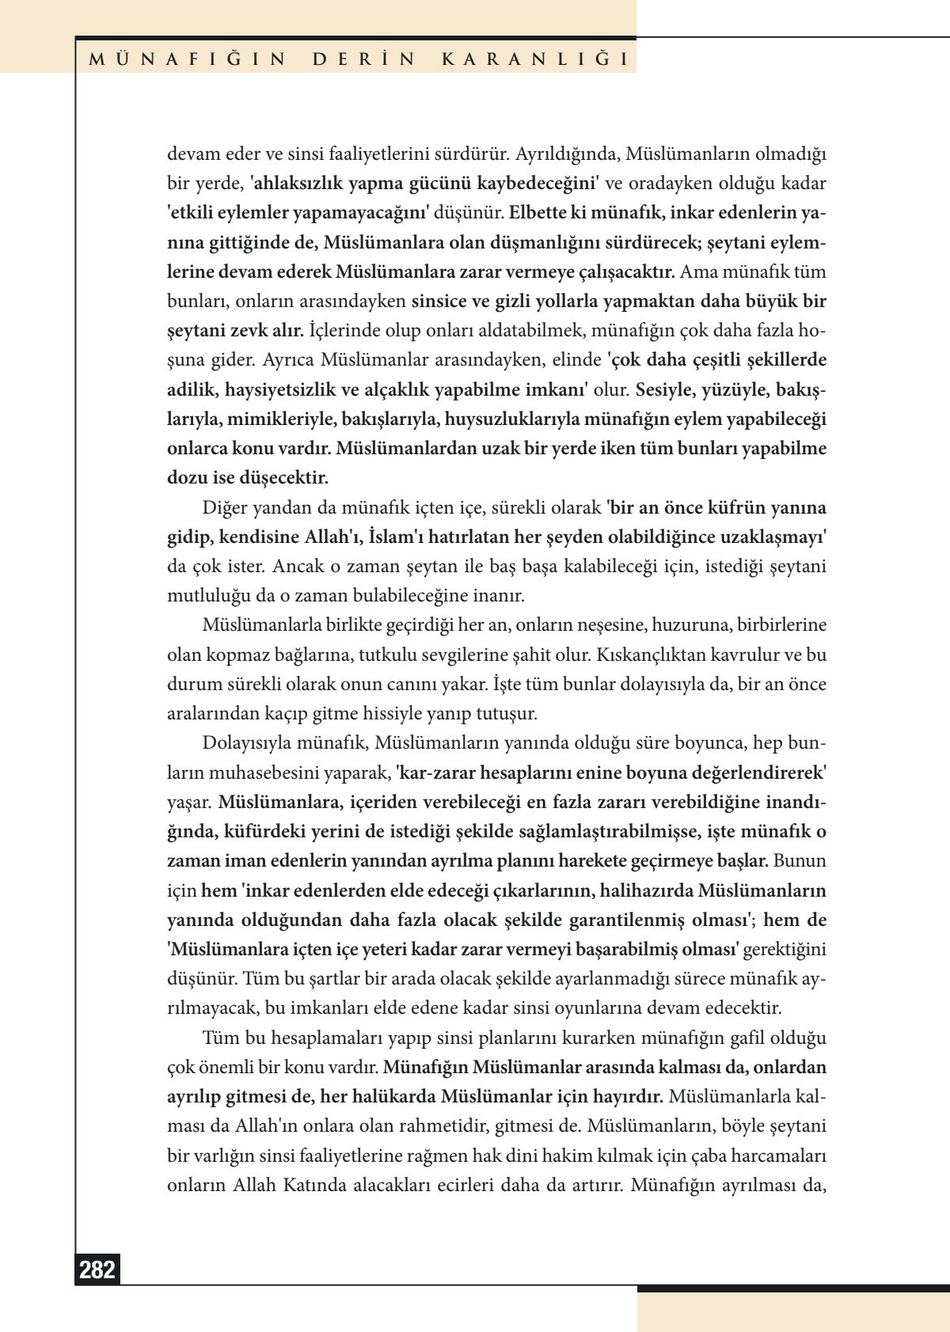 MÜNAFIĞIN DERİN KARANLIĞI
devam eder ve sinsi faaliyetlerini sürdürür. Ayrıldığında, Müslümanların olmadığı
bir yerde, 'ahlaksızlık yapma gücünü kaybedeceğini' ve oradayken olduğu kadar
'etkili eylemler yapamayacağını' düşünür. Elbette ki münafık, inkar edenlerin ya-
nına gittiğinde de, Müslümanlara olan düşmanlığını sürdürecek; şeytani eylem-
lerine devam ederek Müslümanlara zarar vermeye çalışacaktır. Ama münafık tüm
bunları, onların arasındayken sinsice ve gizli yollarla yapmaktan daha büyük bir
şeytani zevk alır. İçlerinde olup onları aldatabilmek, münafığın çok daha fazla ho-
şuna gider. Ayrıca Müslümanlar arasındayken, elinde 'çok daha çeşitli şekillerde
adilik, haysiyetsizlik ve alçaklık yapabilme imkanı' olur. Sesiyle, yüzüyle, bakış-
larıyla, mimikleriyle, bakışlarıyla, huysuzluklarıyla münafığın eylem yapabileceği
onlarca konu vardır. Müslümanlardan uzak bir yerde iken tüm bunları yapabilme
dozu ise düşecektir.
Diğer yandan da münafık içten içe, sürekli olarak 'bir an önce küfrün yanına
gidip, kendisine Allah'ı, İslam'ı hatırlatan her şeyden olabildiğince uzaklaşmayı'
da çok ister. Ancak o zaman şeytan ile baş başa kalabileceği için, istediği şeytani
mutluluğu da o zaman bulabileceğine inanır.
Müslümanlarla birlikte geçirdiği her an, onların neşesine, huzuruna, birbirlerine
olan kopmaz bağlarına, tutkulu sevgilerine şahit olur. Kıskançlıktan kavrulur ve bu
durum sürekli olarak onun canını yakar. İşte tüm bunlar dolayısıyla da, bir an önce
aralarından kaçıp gitme hissiyle yanıp tutuşur.
Dolayısıyla münafık, Müslümanların yanında olduğu süre boyunca, hep bun-
ların muhasebesini yaparak, 'kar-zarar hesaplarını enine boyuna değerlendirerek'
yaşar. Müslümanlara, içeriden verebileceği en fazla zararı verebildiğine inandı-
ğında, küfürdeki yerini de istediği şekilde sağlamlaştırabilmişse, işte münafık o
zaman iman edenlerin yanından ayrılma planını harekete geçirmeye başlar. Bunun
için hem 'inkar edenlerden elde edeceği çıkarlarının, halihazırda Müslümanların
yanında olduğundan daha fazla olacak şekilde garantilenmiş olması'; hem de
'Müslümanlara içten içe yeteri kadar zarar vermeyi başarabilmiş olması' gerektiğini
düşünür. Tüm bu şartlar bir arada olacak şekilde ayarlanmadığı sürece münafık ay-
rılmayacak, bu imkanları elde edene kadar sinsi oyunlarına devam edecektir.
Tüm bu hesaplamaları yapıp sinsi planlarını kurarken münafığın gafil olduğu
çok önemli bir konu vardır. Münafığın Müslümanlar arasında kalması da, onlardan
ayrılıp gitmesi de, her halükarda Müslümanlar için hayırdır. Müslümanlarla kal-
ması da Allah'ın onlara olan rahmetidir, gitmesi de. Müslümanların, böyle şeytani
bir varlığın sinsi faaliyetlerine rağmen hak dini hakim kılmak için çaba harcamaları
onların Allah Katında alacakları ecirleri daha da artırır. Münafığın ayrılması da,
282